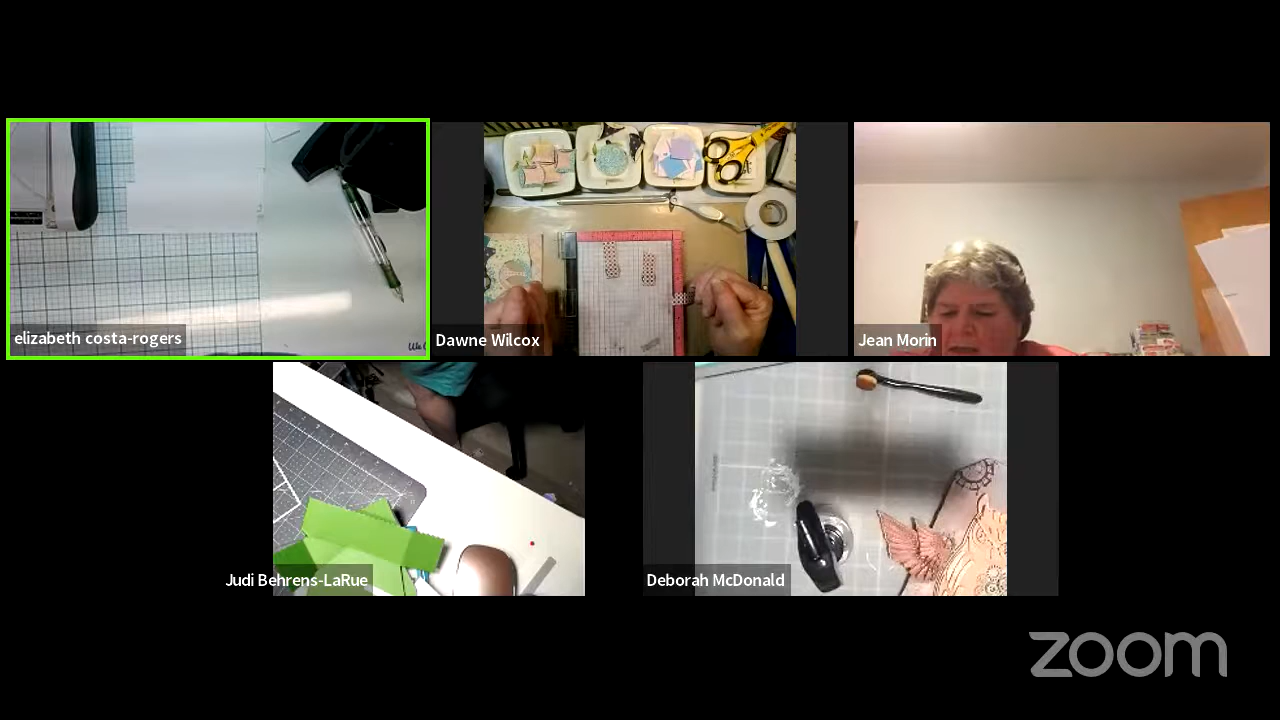 elizabeth costa-rogers
Dawne Wilcox
Jean Morin
Judi Behrens-LaRue
Deborah McDonald
zoom